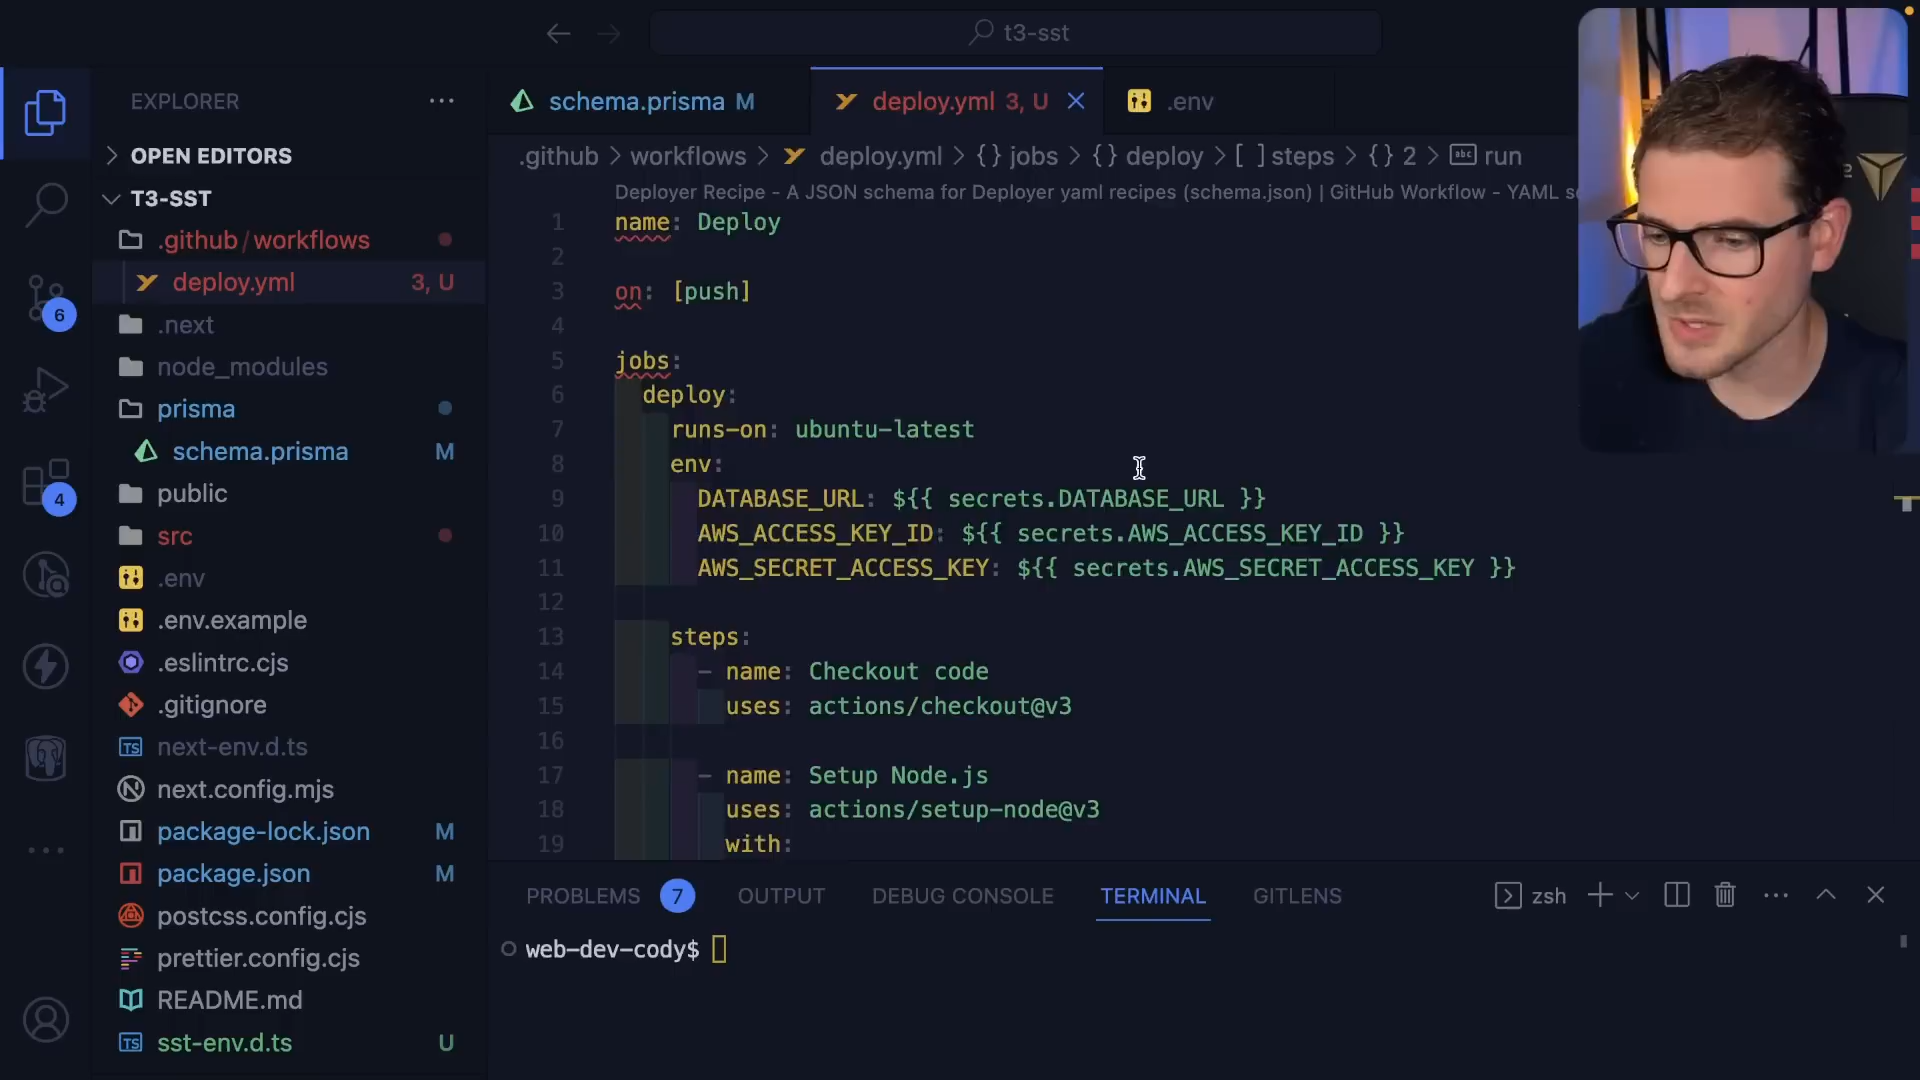 t3-sst
EXPLORER
OPEN EDITORS
T3-SST
.github/workflows
deploy.yml 3, U
.next
node_modules
prisma
schema.prisma M
public
src
.env
.env.example
.eslintrc.cjs
.gitignore
next-env.d.ts
next.config.mjs
package-lock.json M
package.json M
postcss.config.cjs
prettier.config.cjs
README.md
sst-env.d.ts U
6
4
schema.prisma M
deploy.yml 3, U
.env
.github > workflows > deploy.yml > {} jobs > {} deploy > [ ] steps > {} 2 > abc run
Deployer Recipe - A JSON schema for Deployer yaml recipes (schema.json) | GitHub Workflow - YAML
1 name: Deploy
2
3 on: [push]
4
5 jobs:
6 deploy:
7 runs-on: ubuntu-latest
8 env:
9 DATABASE_URL: ${{ secrets.DATABASE_URL }}
10 AWS_ACCESS_KEY_ID: ${{ secrets.AWS_ACCESS_KEY_ID }}
11 AWS_SECRET_ACCESS_KEY: ${{ secrets.AWS_SECRET_ACCESS_KEY }}
12
13 steps:
14 - name: Checkout code
15 uses: actions/checkout@v3
16
17 - name: Setup Node.js
18 uses: actions/setup-node@v3
19 with:
PROBLEMS 7 OUTPUT DEBUG CONSOLE TERMINAL GITLENS zsh
web-dev-cody$